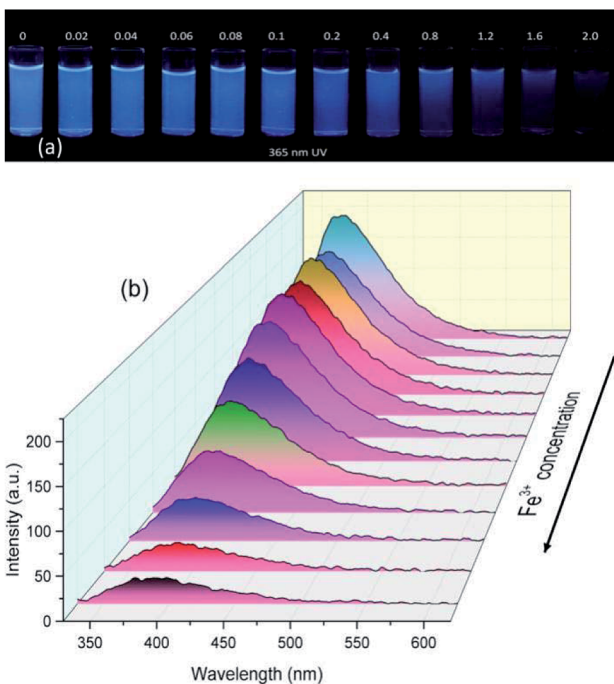 0 0.02 0.04 0.06 0.08 0.1 0.2 0.4 0.8 1.2 1.6 2.0
(a)
365 nm UV
(b)
200
150
100
50
0
Intensity (a.u.)
350 400 450 500 550 600
Wavelength (nm)
Fe³⁺ concentration